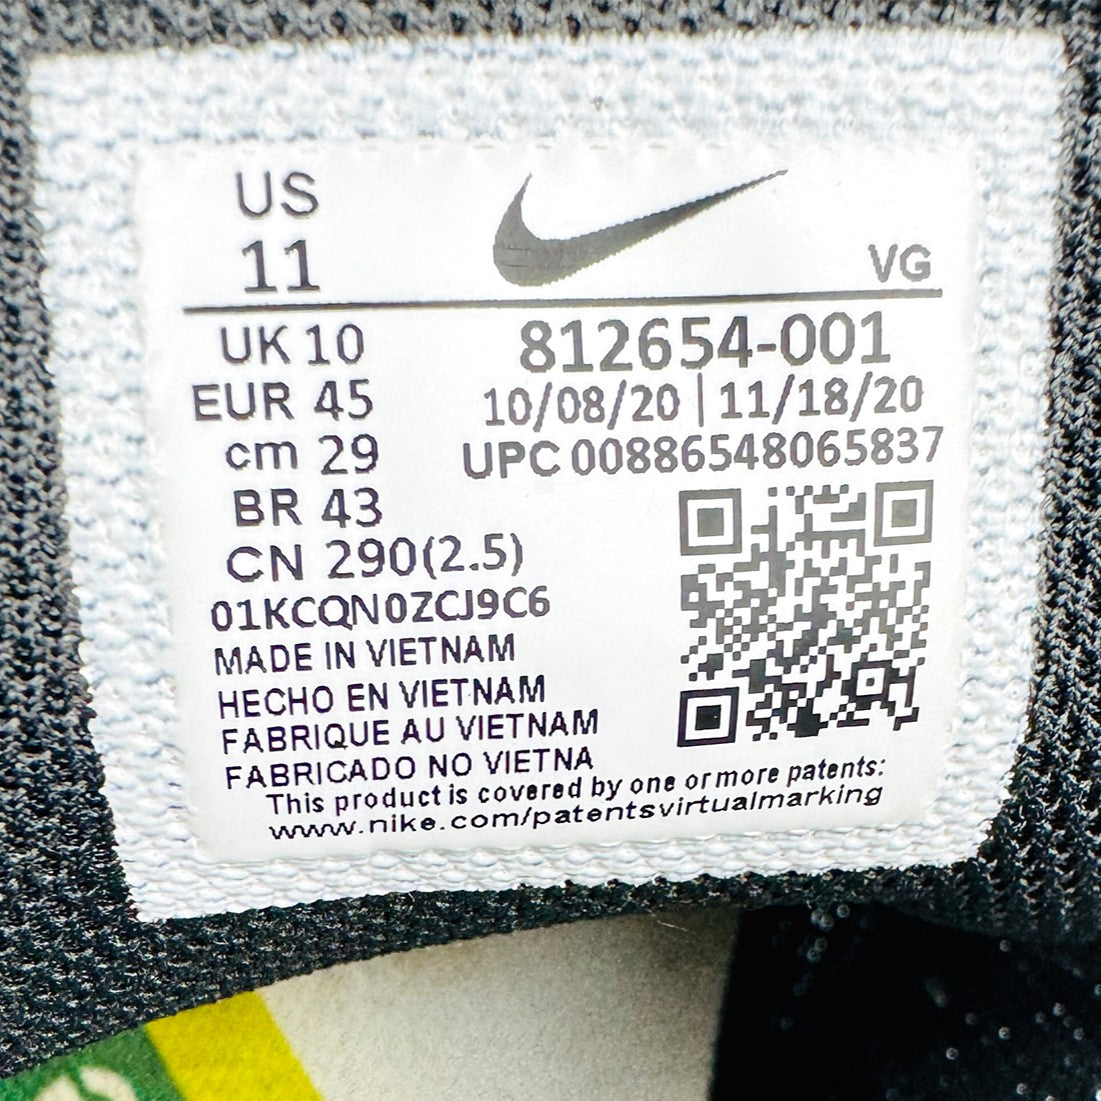 US
11
VG
UK 10
812654-001
EUR 45
10/08/20 | 11/18/20
cm 29
UPC 00886548065837
BR 43
CN 290(2.5)
01KCQN0ZCJ9C6
MADE IN VIETNAM
HECHO EN VIETNAM
FABRIQUE AU VIETNAM
FABRICADO NO VIETNA
This product is covered by one or more patents:
www.nike.com/patentsvirtualmarking